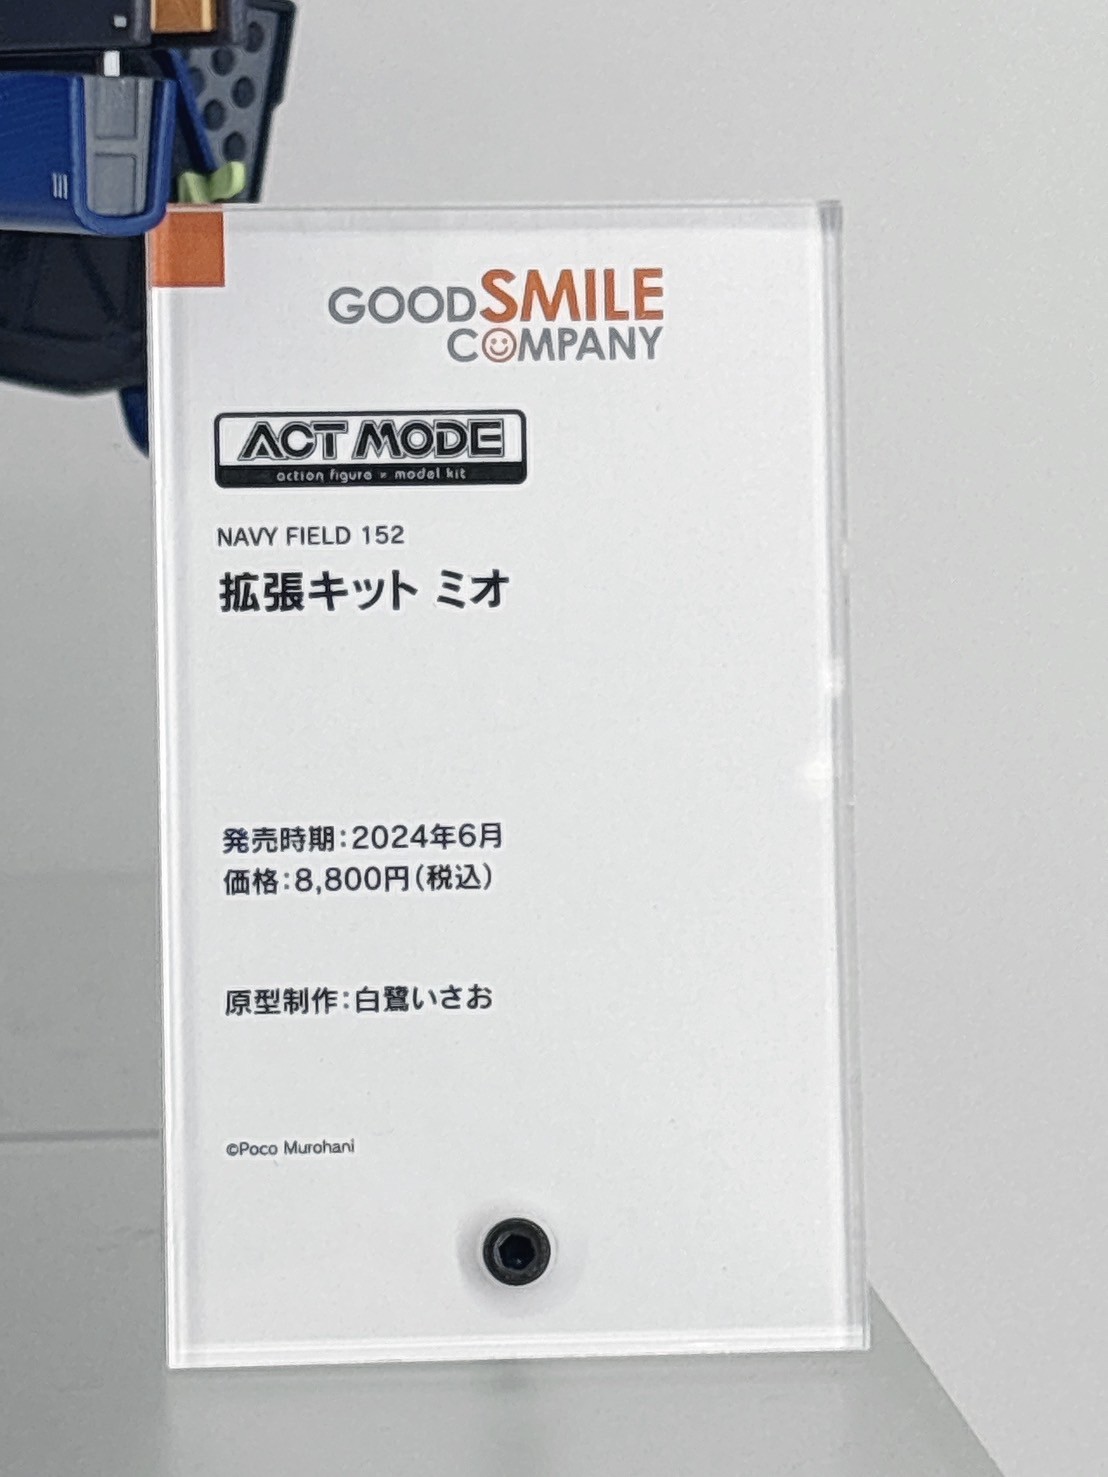 GOOD SMILE
COMPANY
ACT MODE
action figure × model kit
NAVY FIELD 152
拡張キット ミオ
発売時期：2024年6月
価格：8,800円（税込）
原型制作：白鷺いさお
©Poco Murohani